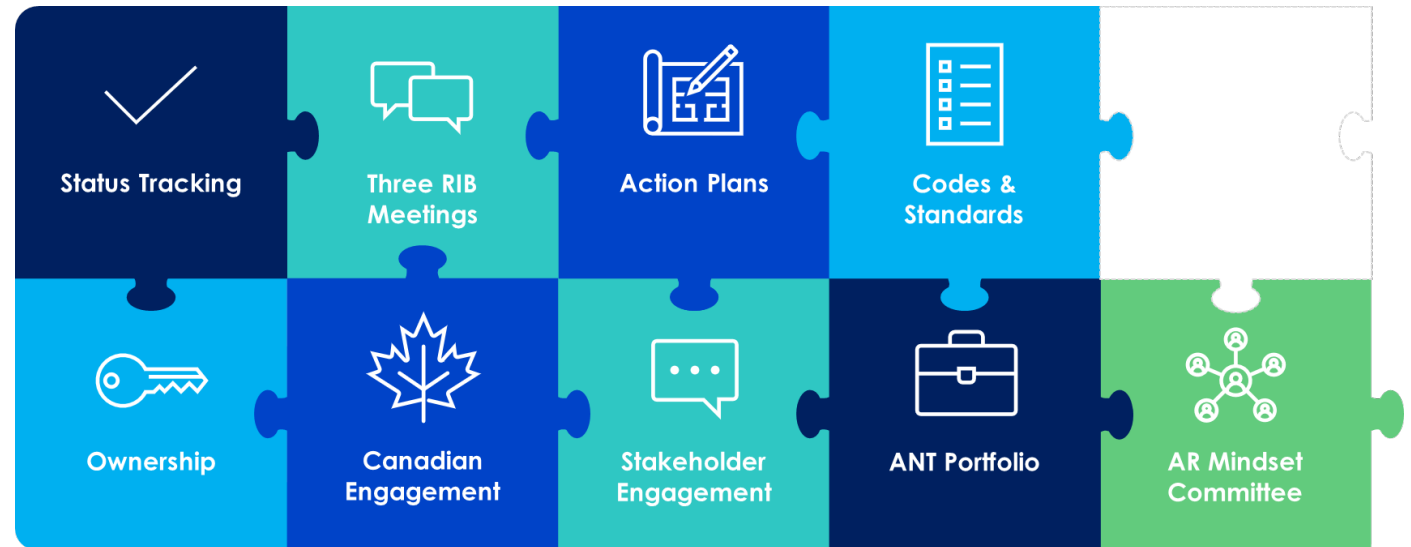 Status Tracking
Three RIB
Meetings
Action Plans
Codes &
Standards
Ownership
Canadian
Engagement
Stakeholder
Engagement
ANT Portfolio
AR Mindset
Committee